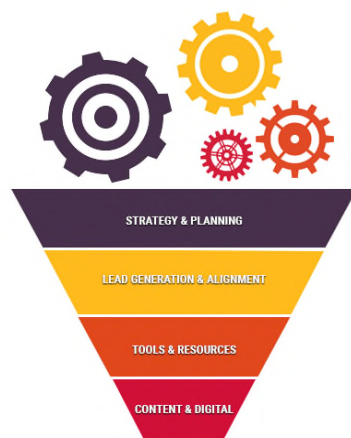 STRATEGY & PLANNING
LEAD GENERATION & ALIGNMENT
TOOLS & RESOURCES
CONTENT & DIGITAL